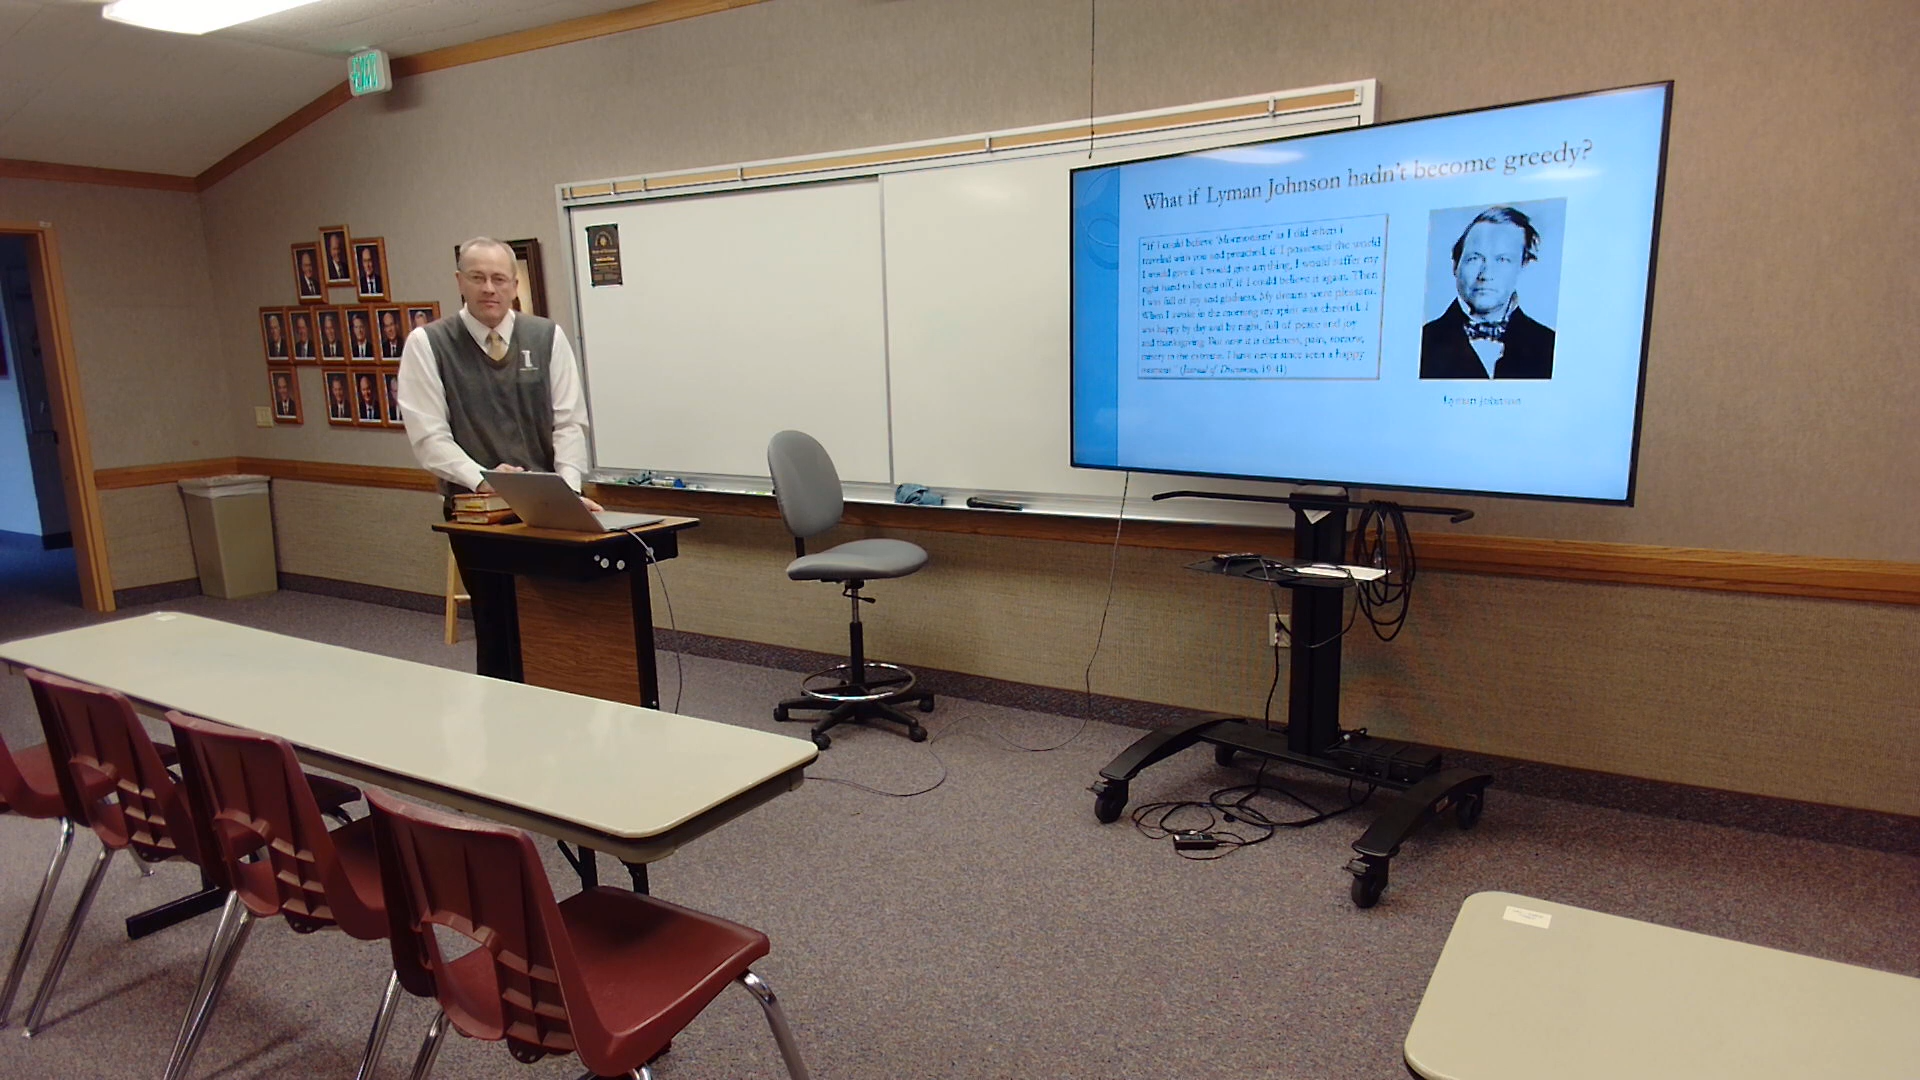 EXIT
What if Lyman Johnson hadn't become greedy?
"If I could believe 'Mormonism' as I did when I
traveled with you and preached, if I possessed the world
I would give it. I would give anything, I would suffer my
right hand to be cut off, if I could believe it again. Then
I was full of joy and gladness. My dreams were pleasant.
When I awoke in the morning my spirit was cheerful. I
was happy by day and by night, full of peace and joy
and thanksgiving. But now it is darkness, pain, sorrow,
misery in the extreme. I have never since seen a happy
moment." (Journal of Discourses, 19:41)
Lyman Johnson